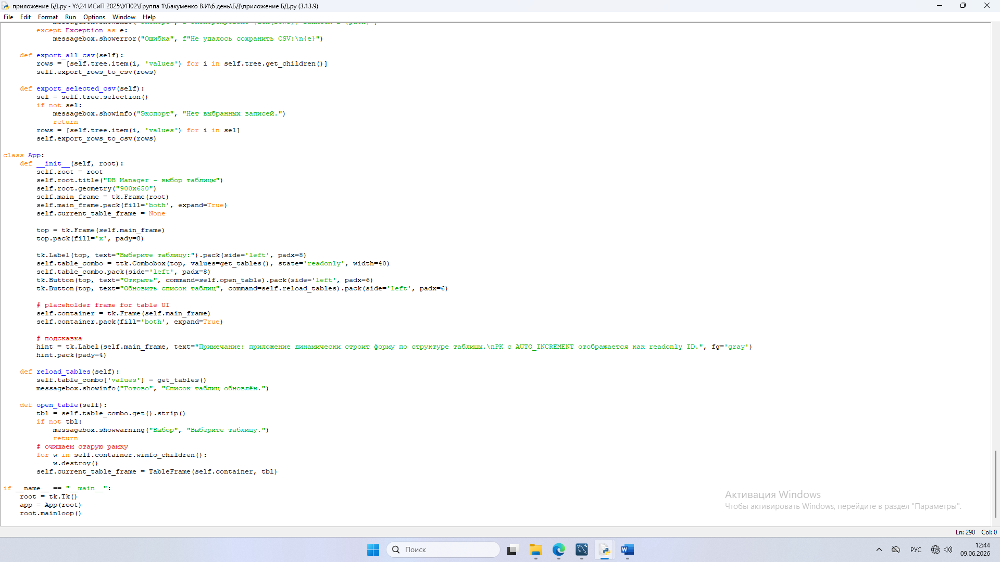 приложение БД.py - Y:\24 ИСиП 2025\УП02\Группа 1\Бакуменко В.И\6 день\БД\приложение БД.py (3.13.9)
File Edit Format Run Options Window Help
except Exception as e:
messagebox.showerror("Ошибка", f"Не удалось сохранить CSV:\n{e}")
def export_all_csv(self):
rows = [self.tree.item(i, 'values') for i in self.tree.get_children()]
self.export_rows_to_csv(rows)
def export_selected_csv(self):
sel = self.tree.selection()
if not sel:
messagebox.showinfo("Экспорт", "Нет выбранных записей.")
return
rows = [self.tree.item(i, 'values') for i in sel]
self.export_rows_to_csv(rows)
class App:
def __init__(self, root):
self.root = root
self.root.title("DB Manager - выбор таблицы")
self.root.geometry("900x650")
self.main_frame = tk.Frame(root)
self.main_frame.pack(fill='both', expand=True)
self.current_table_frame = None
top = tk.Frame(self.main_frame)
top.pack(fill='x', pady=8)
tk.Label(top, text="Выберите таблицу:").pack(side='left', padx=8)
self.table_combo = ttk.Combobox(top, values=get_tables(), state='readonly', width=40)
self.table_combo.pack(side='left', padx=8)
tk.Button(top, text="Открыть", command=self.open_table).pack(side='left', padx=6)
tk.Button(top, text="Обновить список таблиц", command=self.reload_tables).pack(side='left', padx=6)
# placeholder frame for table UI
self.container = tk.Frame(self.main_frame)
self.container.pack(fill='both', expand=True)
# подсказка
hint = tk.Label(self.main_frame, text="Примечание: приложение динамически строит форму по структуре таблицы.\nPK с AUTO_INCREMENT отображается как readonly ID.", fg='gray')
hint.pack(pady=4)
def reload_tables(self):
self.table_combo['values'] = get_tables()
messagebox.showinfo("Готово", "Список таблиц обновлён.")
def open_table(self):
tbl = self.table_combo.get().strip()
if not tbl:
messagebox.showwarning("Выбор", "Выберите таблицу.")
return
# очищаем старую рамку
for w in self.container.winfo_children():
w.destroy()
self.current_table_frame = TableFrame(self.container, tbl)
if __name__ == "__main__":
root = tk.Tk()
app = App(root)
root.mainloop()
Активация Windows
Чтобы активировать Windows, перейдите в раздел "Параметры".
Ln: 290 Col: 0
Поиск
РУС
12:44
09.06.2026